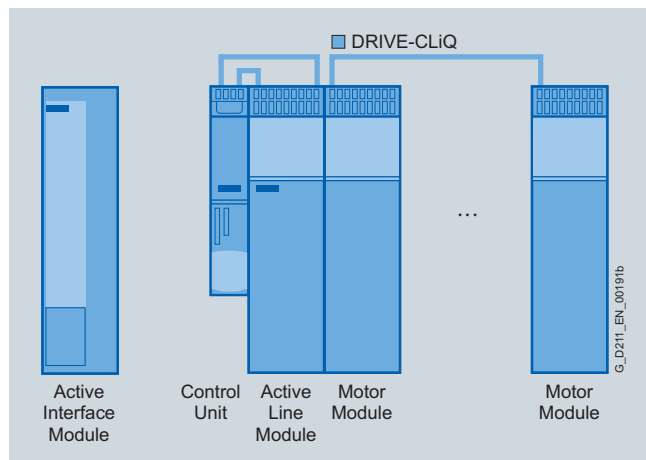 DRIVE-CLiQ
...
G_D211_EN_00191b
Active
Interface
Module
Control
Unit
Active
Line
Module
Motor
Module
Motor
Module